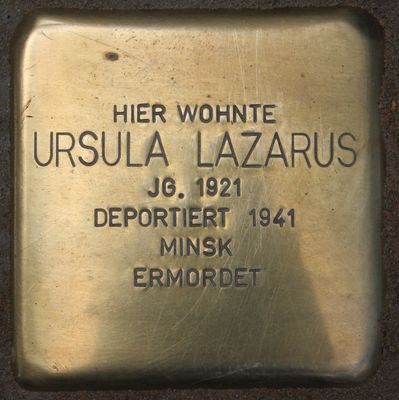 HIER WOHNTE
URSULA LAZARUS
JG. 1921
DEPORTIERT 1941
MINSK
ERMORDET